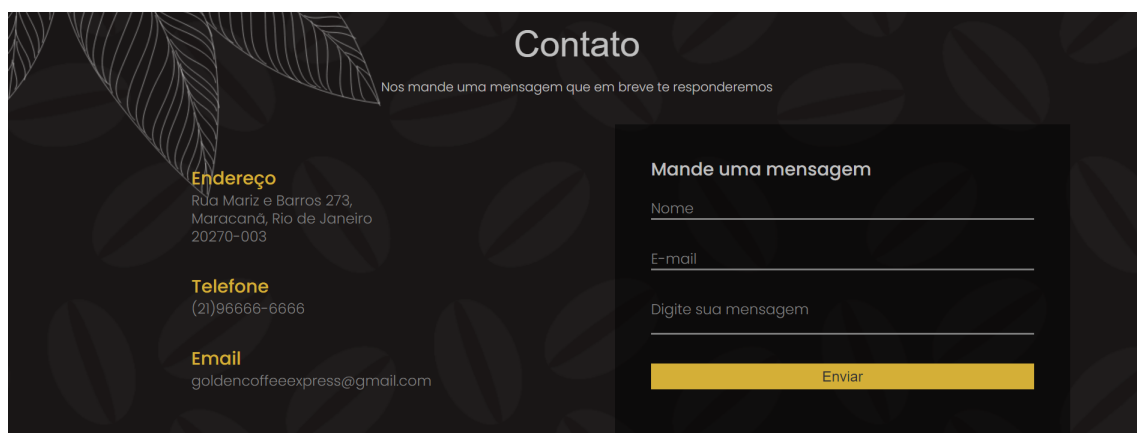 Contato
Nos mande uma mensagem que em breve te responderemos
Endereço
Rua Mariz e Barros 273,
Maracanã, Rio de Janeiro
20270-003
Telefone
(21)96666-6666
Email
goldencoffeeexpress@gmail.com
Mande uma mensagem
Nome
E-mail
Digite sua mensagem
Enviar